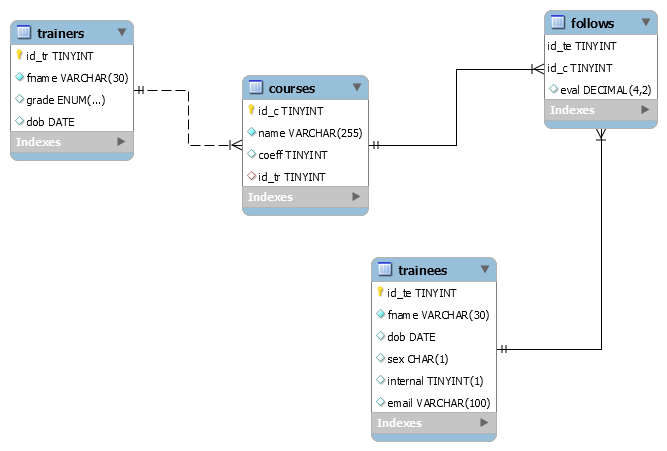 trainers
id_tr TINYINT
fname VARCHAR(30)
grade ENUM(...)
dob DATE
Indexes
courses
id_c TINYINT
name VARCHAR(255)
coeff TINYINT
id_tr TINYINT
Indexes
follows
id_te TINYINT
id_c TINYINT
eval DECIMAL(4,2)
Indexes
trainees
id_te TINYINT
fname VARCHAR(30)
dob DATE
sex CHAR(1)
internal TINYINT(1)
email VARCHAR(100)
Indexes